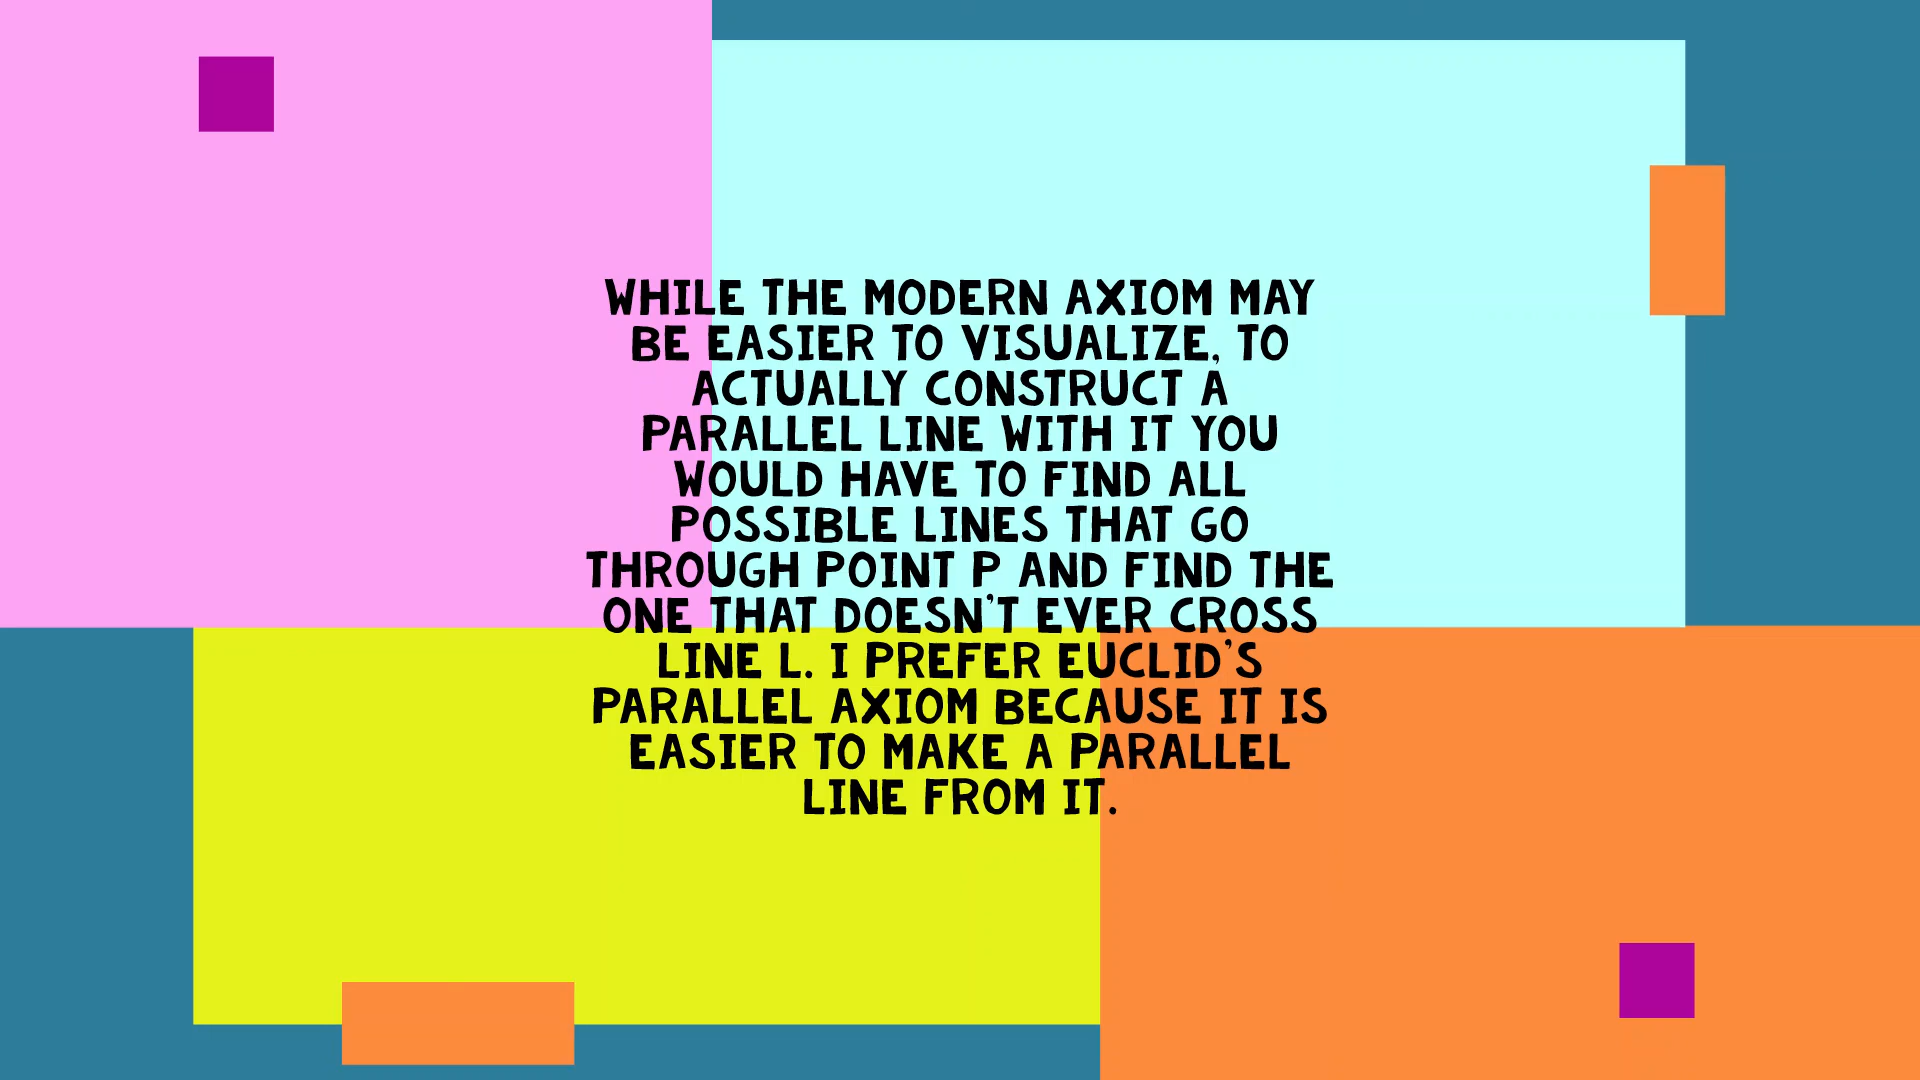 WHILE THE MODERN AXIOM MAY
BE EASIER TO VISUALIZE, TO
ACTUALLY CONSTRUCT A
PARALLEL LINE WITH IT YOU
WOULD HAVE TO FIND ALL
POSSIBLE LINES THAT GO
THROUGH POINT P AND FIND THE
ONE THAT DOESN'T EVER CROSS
LINE L. I PREFER EUCLID'S
PARALLEL AXIOM BECAUSE IT IS
EASIER TO MAKE A PARALLEL
LINE FROM IT.